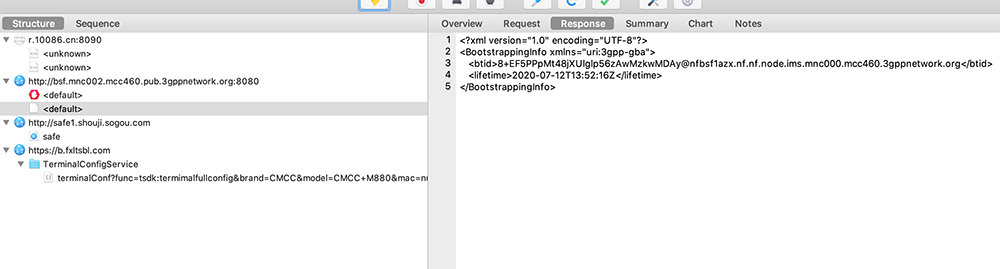 Structure
Sequence
r.10086.cn:8090
<unknown>
<unknown>
http://bsf.mnc002.mcc460.pub.3gppnetwork.org:8080
<default>
<default>
http://safe1.shouji.sogou.com
safe
https://b.fxltsbl.com
TerminalConfigService
terminalConf?func=tsdk:termimalfullconfig&brand=CMCC&model=CMCC+M880&mac=nu
Overview
Request
Response
Summary
Chart
Notes
1 <?xml version="1.0" encoding="UTF-8"?>
2 <BootstrappingInfo xmlns="uri:3gpp-gba">
3 <btid>8+EF5PPpMt48jXUlglp56zAwMzkwMDAy@nfbsf1azx.nf.nf.node.ims.mnc000.mcc460.3gppnetwork.org</btid>
4 <lifetime>2020-07-12T13:52:16Z</lifetime>
5 </BootstrappingInfo>